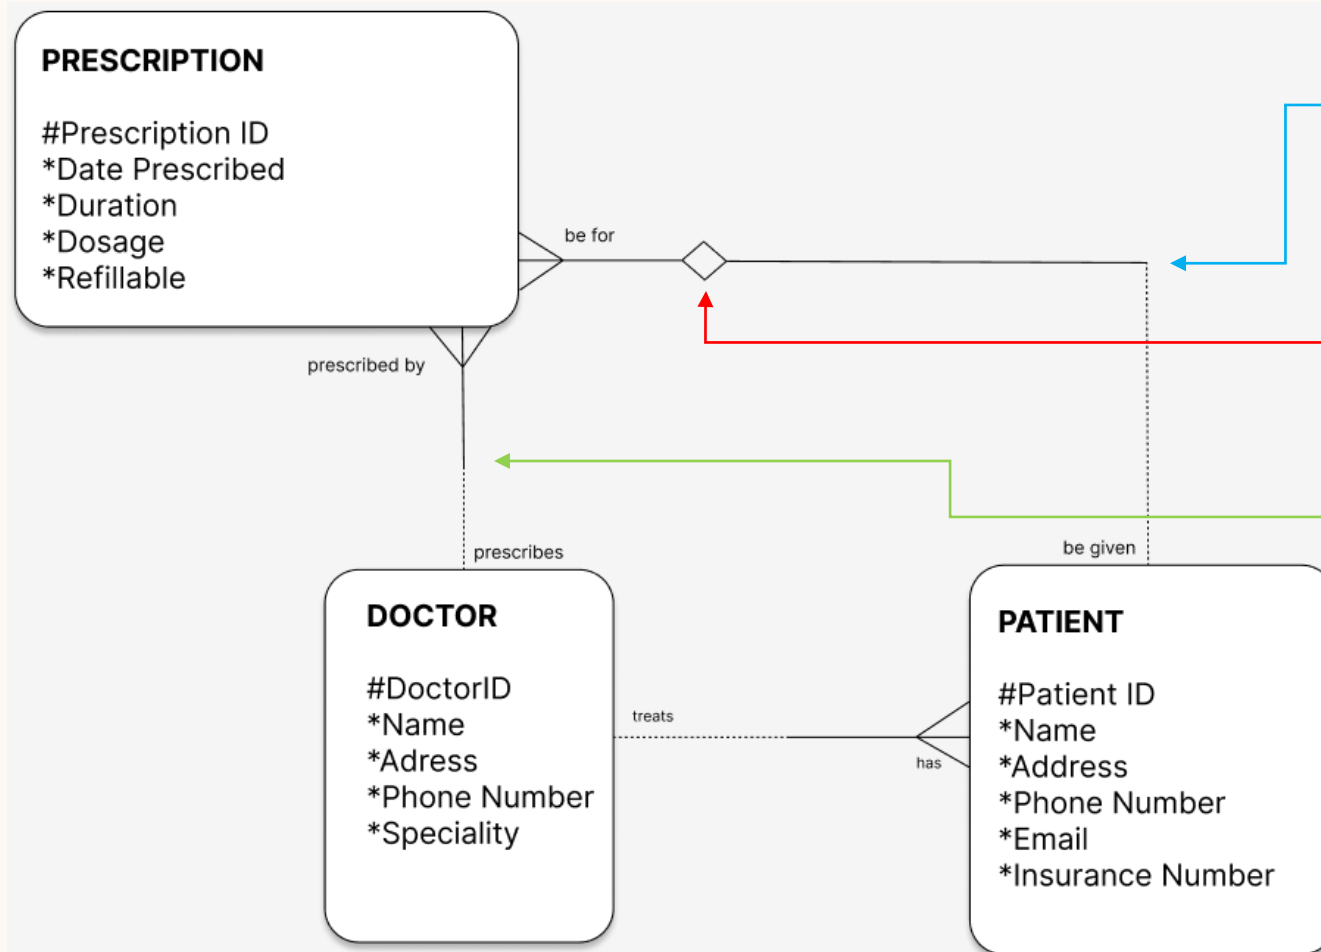 PRESCRIPTION
#Prescription ID
*Date Prescribed
*Duration
*Dosage
*Refillable
be for
prescribed by
prescribes
be given
DOCTOR
#DoctorID
*Name
*Adress
*Phone Number
*Speciality
treats
has
PATIENT
#Patient ID
*Name
*Address
*Phone Number
*Email
*Insurance Number